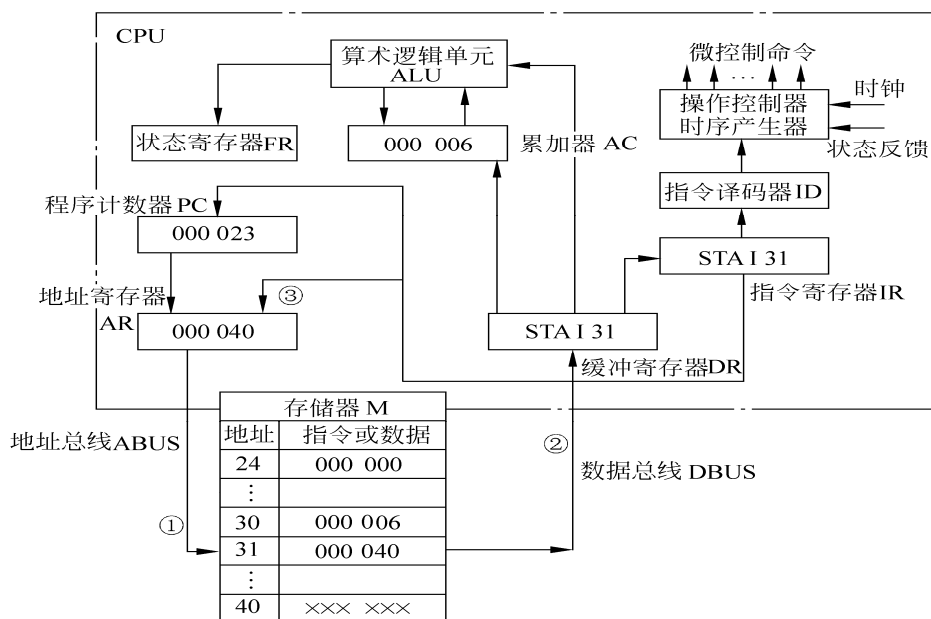 CPU
算术逻辑单元
ALU
微控制命令
···
操作控制器
时序产生器
时钟
状态反馈
状态寄存器FR
000 006
累加器 AC
指令译码器ID
程序计数器PC
000 023
STA I 31
指令寄存器IR
地址寄存器
AR
③
000 040
STA I 31
缓冲寄存器DR
存储器 M
地址 指令或数据
地址总线ABUS
②
数据总线 DBUS
24 000 000
⋮
①
30 000 006
31 000 040
⋮
40 ××× ×××